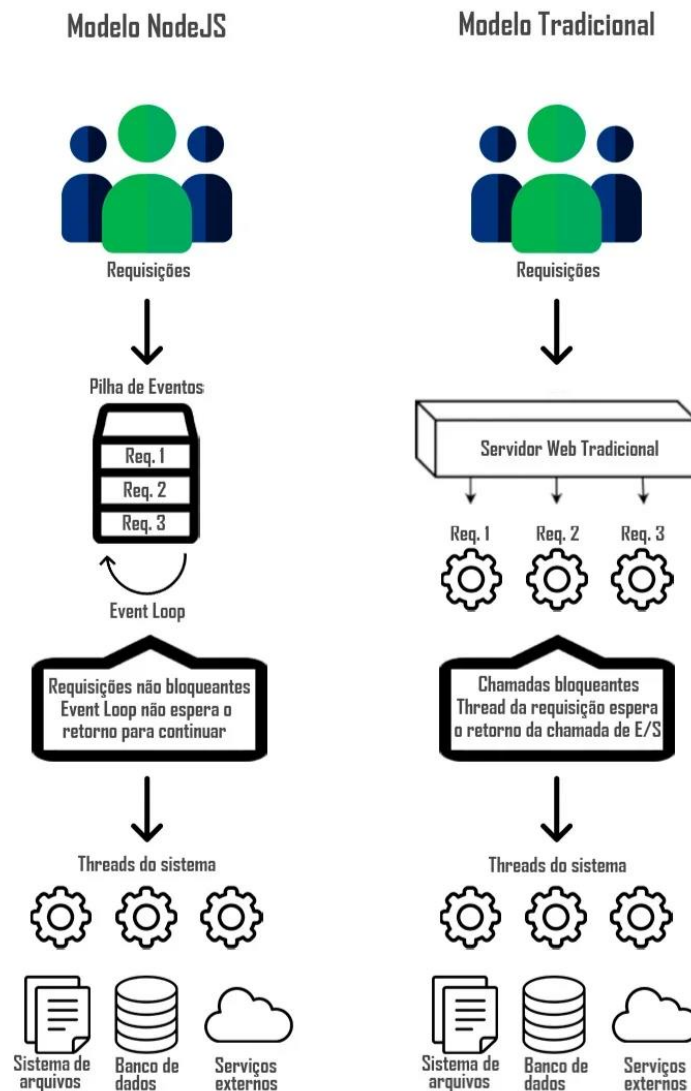 Modelo NodeJS
Requisições
Pilha de Eventos
Req. 1
Req. 2
Req. 3
Event Loop
Requisições não bloqueantes
Event Loop não espera o
retorno para continuar
Threads do sistema
Sistema de
arquivos
Banco de
dados
Serviços
externos
Modelo Tradicional
Requisições
Servidor Web Tradicional
Req. 1
Req. 2
Req. 3
Chamadas bloqueantes
Thread da requisição espera
o retorno da chamada de E/S
Threads do sistema
Sistema de
arquivos
Banco de
dados
Serviços
externos